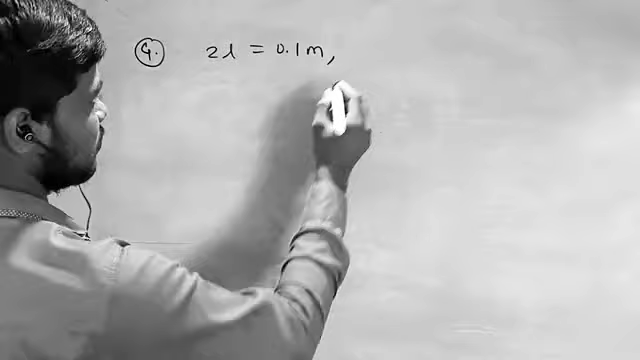 4. 2l = 0.1m,